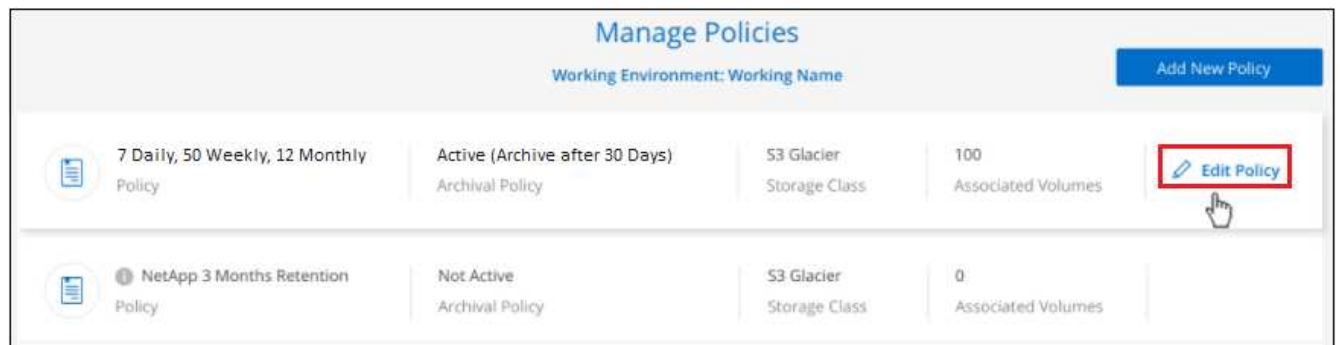 Manage Policies
Working Environment: Working Name
Add New Policy
7 Daily, 50 Weekly, 12 Monthly
Policy
Active (Archive after 30 Days)
Archival Policy
S3 Glacier
Storage Class
100
Associated Volumes
Edit Policy
NetApp 3 Months Retention
Policy
Not Active
Archival Policy
S3 Glacier
Storage Class
0
Associated Volumes